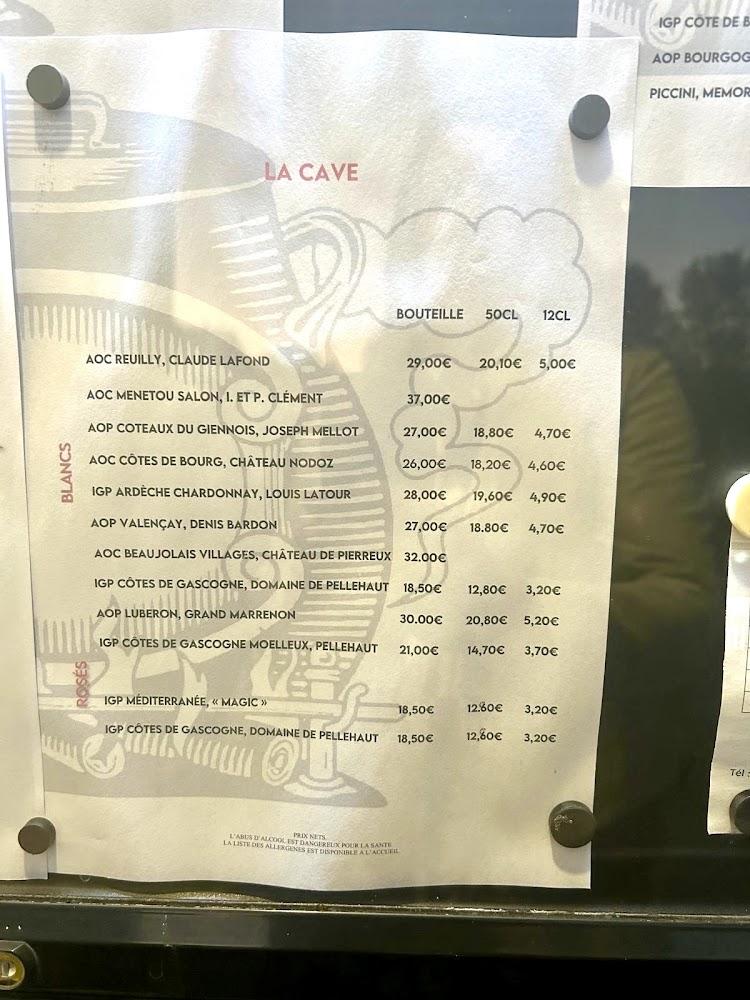 IGP CÔTE DE B
AOP BOURGOG
PICCINI, MEMOR
LA CAVE
BOUTEILLE 50CL 12CL
BLANCS
AOC REUILLY, CLAUDE LAFOND 29,00€ 20,10€ 5,00€
AOC MENETOU SALON, I. ET P. CLÉMENT 37,00€
AOP COTEAUX DU GIENNOIS, JOSEPH MELLOT 27,00€ 18,80€ 4,70€
AOC CÔTES DE BOURG, CHÂTEAU NODOZ 26,00€ 18,20€ 4,60€
IGP ARDÈCHE CHARDONNAY, LOUIS LATOUR 28,00€ 19,60€ 4,90€
AOP VALENÇAY, DENIS BARDON 27,00€ 18.80€ 4,70€
AOC BEAUJOLAIS VILLAGES, CHÂTEAU DE PIERREUX 32.00€
IGP CÔTES DE GASCOGNE, DOMAINE DE PELLEHAUT 18,50€ 12,80€ 3,20€
AOP LUBERON, GRAND MARRENON 30.00€ 20,80€ 5,20€
IGP CÔTES DE GASCOGNE MOELLEUX, PELLEHAUT 21,00€ 14,70€ 3,70€
ROSÉS
IGP MÉDITERRANÉE, « MAGIC » 18,50€ 12.80€ 3,20€
IGP CÔTES DE GASCOGNE, DOMAINE DE PELLEHAUT 18,50€ 12,80€ 3,20€
PRIX NETS.
L'ABUS D'ALCOOL EST DANGEREUX POUR LA SANTE
LA LISTE DES ALLERGENES EST DISPONIBLE A L'ACCUEIL
Tél :